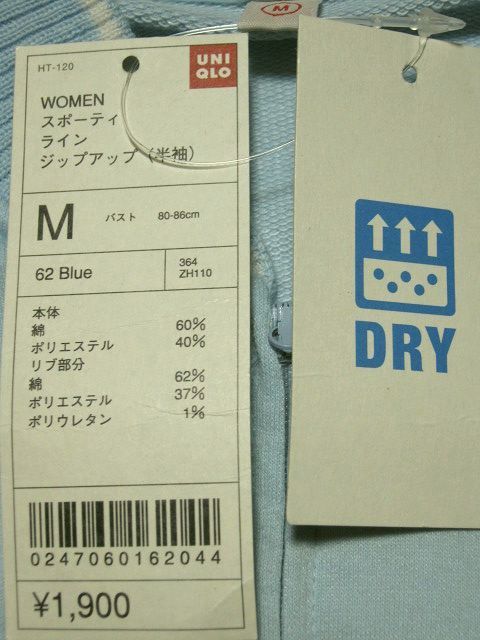 M
HT-120
UNI
QLO
WOMEN
スポーティ
ライン
ジップアップ（半袖）
M バスト 80-86cm
62 Blue
364
ZH110
本体
綿 60%
ポリエステル 40%
リブ部分
綿 62%
ポリエステル 37%
ポリウレタン 1%
0247060162044
¥1,900
DRY